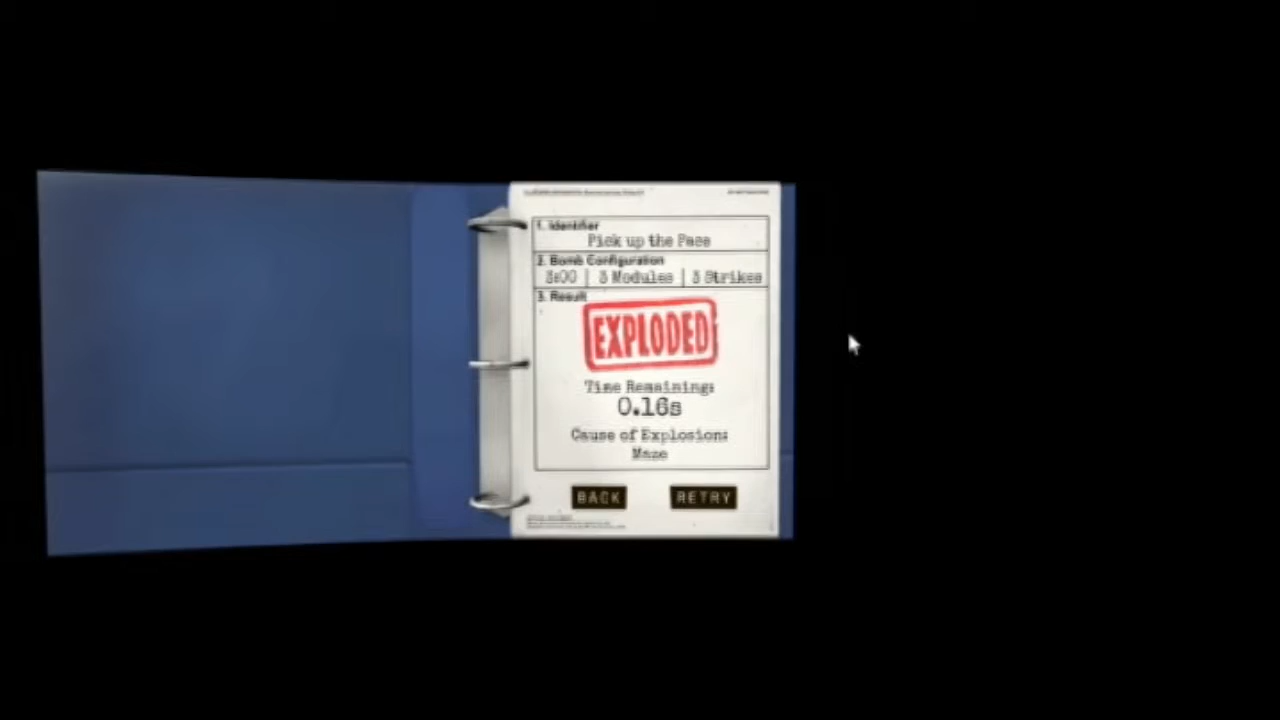 1. Identifier
Pick up the Pace
2. Bomb Configuration
3:00 | 3 Modules | 3 Strikes
3. Result
EXPLODED
Time Remaining:
0.16s
Cause of Explosion:
Maze
BACK RETRY